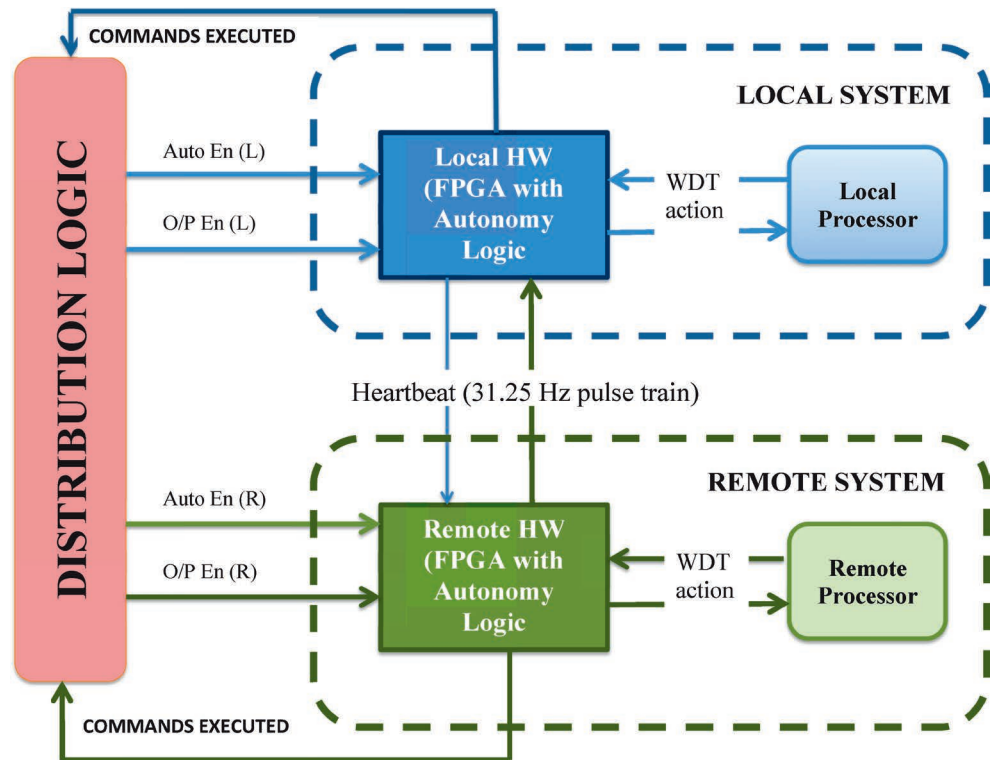 COMMANDS EXECUTED
LOCAL SYSTEM
DISTRIBUTION LOGIC
Auto En (L)
O/P En (L)
Local HW
(FPGA with
Autonomy
Logic
WDT
action
Local
Processor
Heartbeat (31.25 Hz pulse train)
REMOTE SYSTEM
Auto En (R)
O/P En (R)
Remote HW
(FPGA with
Autonomy
Logic
WDT
action
Remote
Processor
COMMANDS EXECUTED